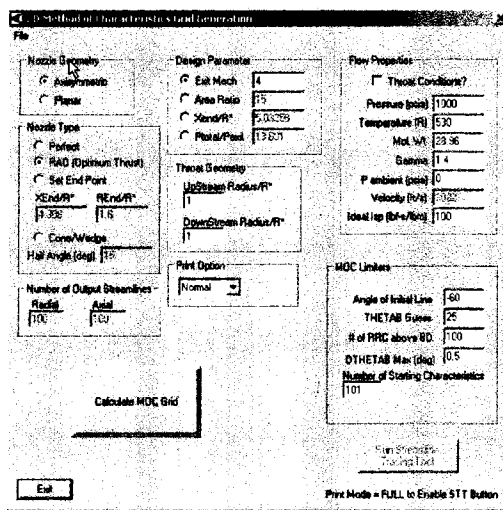 2-D Method of Characteristics Grid Generation
File
Nozzle Geometry
Axisymmetric
Planar
Nozzle Type
Perfect
RAO (Optimum Thrust)
Set End Point
XEnd/R* REnd/R*
1.6
Cone/Wedge
Half Angle (deg) 15
Number of Output Streamlines
Radial Axial
100 100
Calculate MOC Grid
Exit
Design Parameter
Exit Mach 4
Area Ratio 15
Xend/R*
Ptotal/Pexit
Throat Geometry
UpStream Radius/R*
1
DownStream Radius/R*
1
Print Option
Normal
Flow Properties
Throat Conditions?
Pressure (psia) 1000
Temperature (R) 530
Mol. Wt. 28.96
Gamma 1.4
P ambient (psia) 0
Velocity (ft/s)
Ideal Isp (lbf-s/lbm) 100
MOC Limiters
Angle of Initial Line -60
THETAB Guess 25
# of RRC above BD 100
DTHETAB Max (deg) 0.5
Number of Starting Characteristics
101
Run Streamline
Tracing Tool
Print Mode = FULL to Enable STT Button